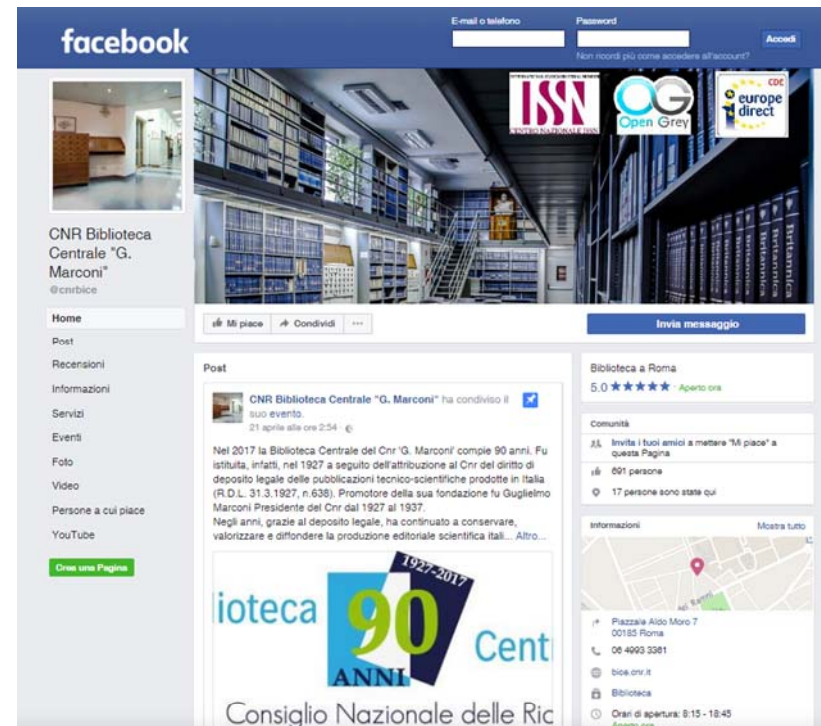 facebook
E-mail o telefono
Password
Accedi
Non ricordi più come accedere all'account?
CENTRO NAZIONALE ISSN
ISSN
OG
Open Grey
CDE
europe
direct
Britannica
Britannica
Britannica
Britannica
CNR Biblioteca
Centrale "G.
Marconi"
@cnrbice
Home
Post
Recensioni
Informazioni
Servizi
Eventi
Foto
Video
Persone a cui piace
YouTube
Crea una Pagina
Mi piace
Condividi
Invia messaggio
Post
CNR Biblioteca Centrale "G. Marconi" ha condiviso il
suo evento.
21 aprile alle ore 2:54 ·
Nel 2017 la Biblioteca Centrale del Cnr 'G. Marconi' compie 90 anni. Fu
istituita, infatti, nel 1927 a seguito dell'attribuzione al Cnr del diritto di
deposito legale delle pubblicazioni tecnico-scientifiche prodotte in Italia
(R.D.L. 31.3.1927, n.638). Promotore della sua fondazione fu Guglielmo
Marconi Presidente del Cnr dal 1927 al 1937.
Negli anni, grazie al deposito legale, ha continuato a conservare,
valorizzare e diffondere la produzione editoriale scientifica itali... Altro...
1927-2017
lioteca
90
ANNI
Cent
Consiglio Nazionale delle Ric
Biblioteca a Roma
5.0 ★★★★★ · Aperto ora
Comunità
Invita i tuoi amici a mettere "Mi piace" a
questa Pagina
691 persone
17 persone sono state qui
Informazioni
Mostra tutto
Piazzale Aldo Moro 7
00185 Roma
06 4993 3361
bice.cnr.it
Biblioteca
Orari di apertura: 8:15 - 18:45
Aperto ora